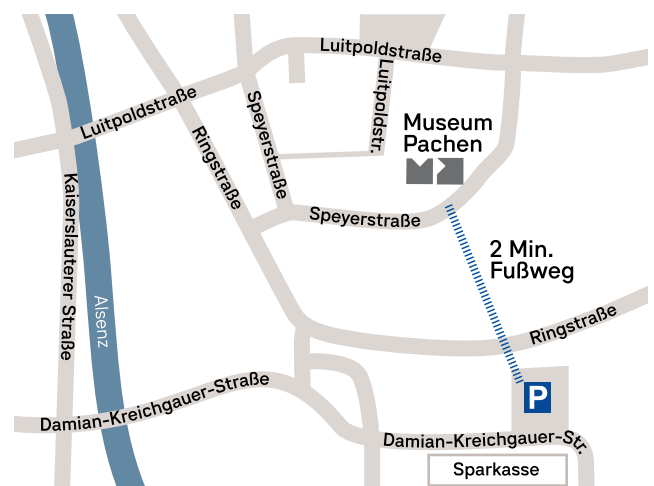 Luitpoldstraße
Luitpoldstraße
Luitpoldstr.
Speyerstraße
Ringstraße
Museum
Pachen
Kaiserslauterer Straße
Speyerstraße
2 Min.
Fußweg
Alsenz
Ringstraße
Damian-Kreichgauer-Straße
P
Damian-Kreichgauer-Str.
Sparkasse